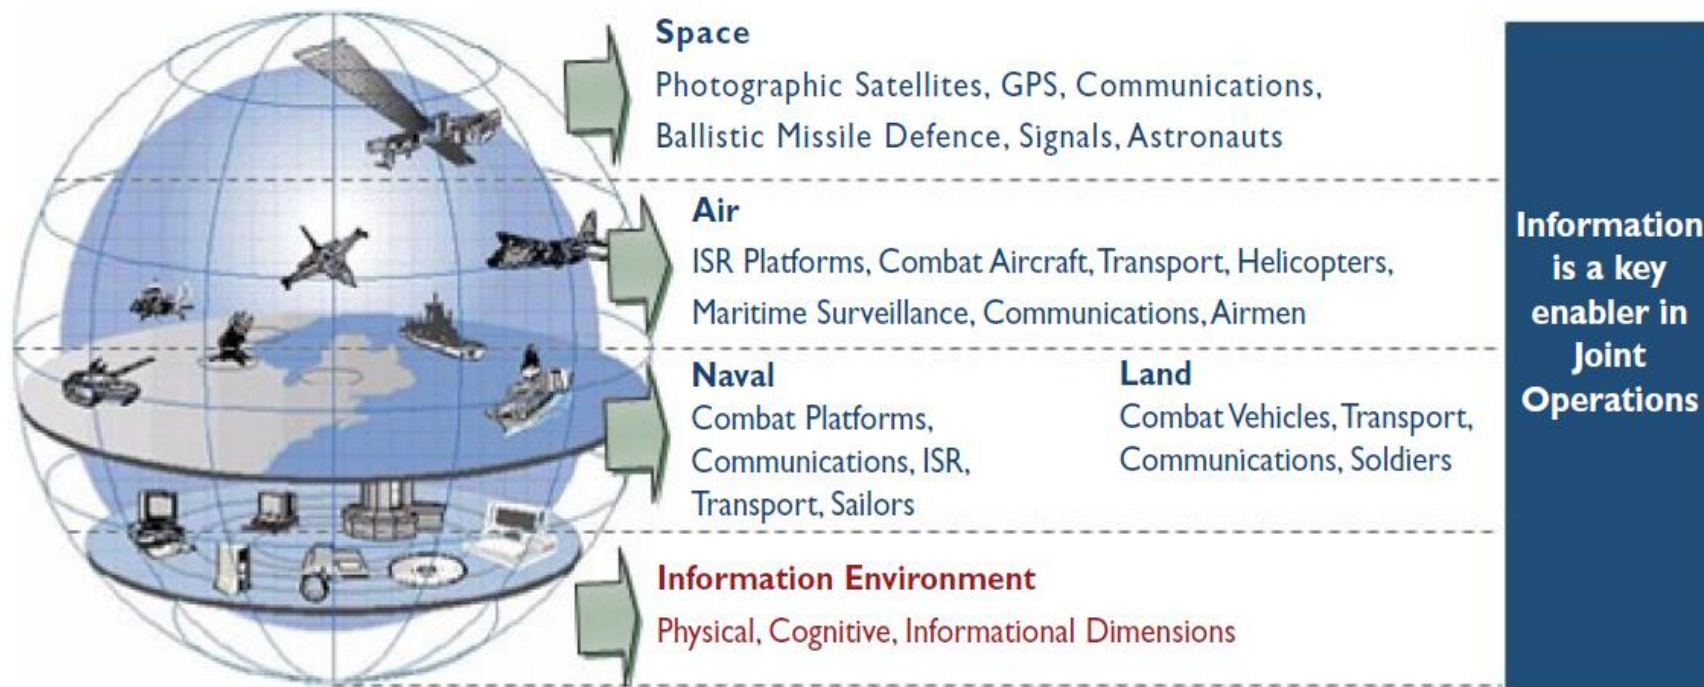 Space
Photographic Satellites, GPS, Communications,
Ballistic Missile Defence, Signals, Astronauts
Air
ISR Platforms, Combat Aircraft, Transport, Helicopters,
Maritime Surveillance, Communications, Airmen
Naval
Combat Platforms,
Communications, ISR,
Transport, Sailors
Land
Combat Vehicles, Transport,
Communications, Soldiers
Information Environment
Physical, Cognitive, Informational Dimensions
Information
is a key
enabler in
Joint
Operations